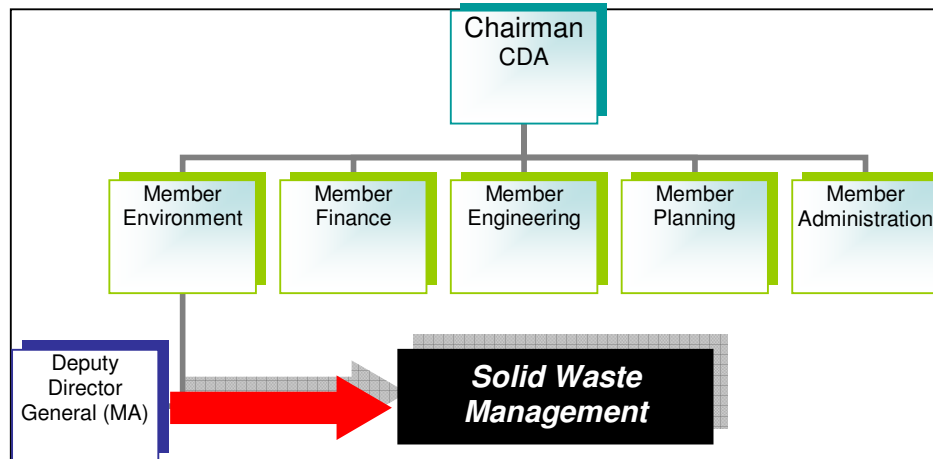 Chairman
CDA
Member
Environment
Member
Finance
Member
Engineering
Member
Planning
Member
Administration
Deputy
Director
General (MA)
Solid Waste
Management